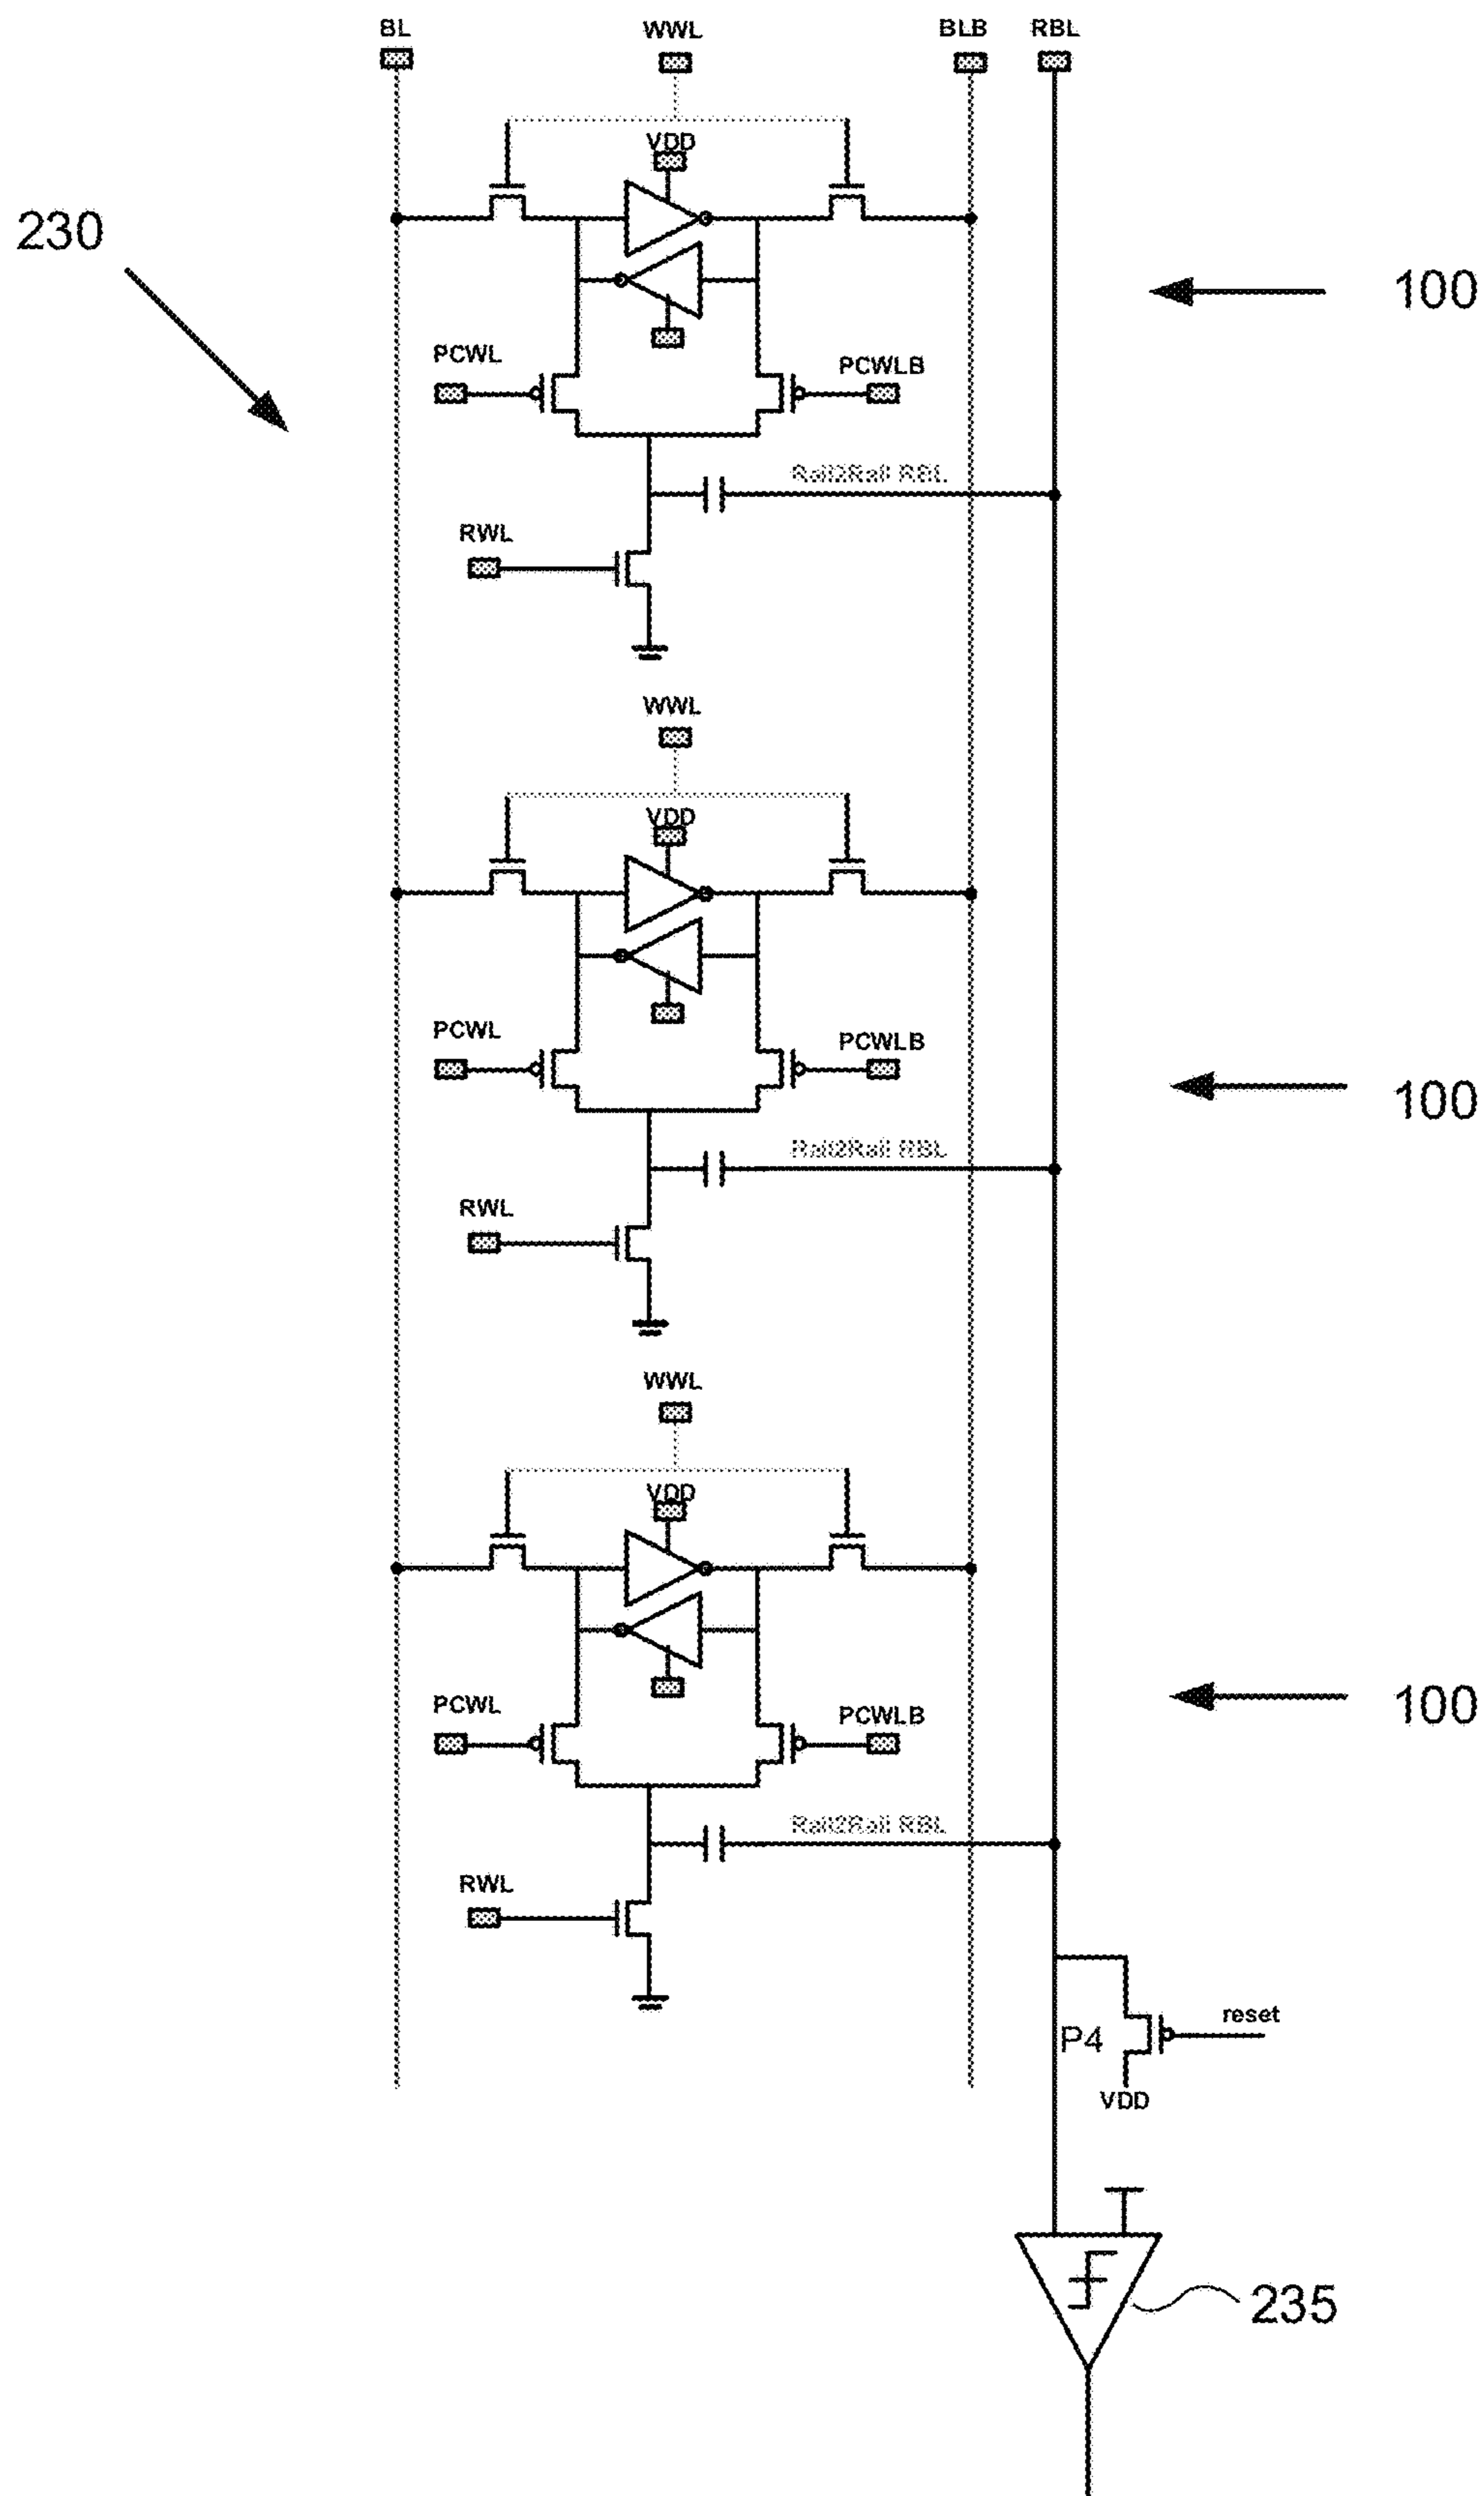 BL WWL BLB RBL
VDD
230
100
PCWL PCWLB
Rail2Rail RBL
RWL
WWL
VDD
PCWL PCWLB
100
Rail2Rail RBL
RWL
WWL
VDD
PCWL PCWLB
100
Rail2Rail RBL
RWL
reset
P4
VDD
235